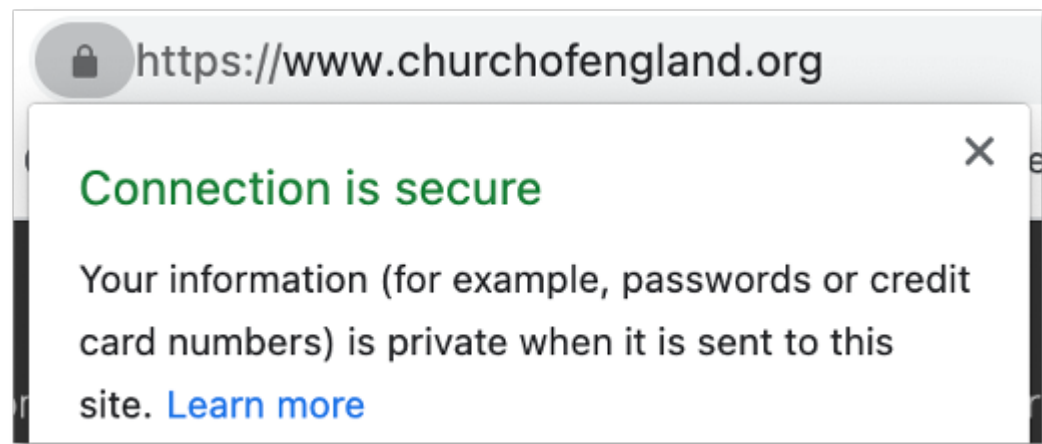 https://www.churchofengland.org
Connection is secure
Your information (for example, passwords or credit
card numbers) is private when it is sent to this
site. Learn more